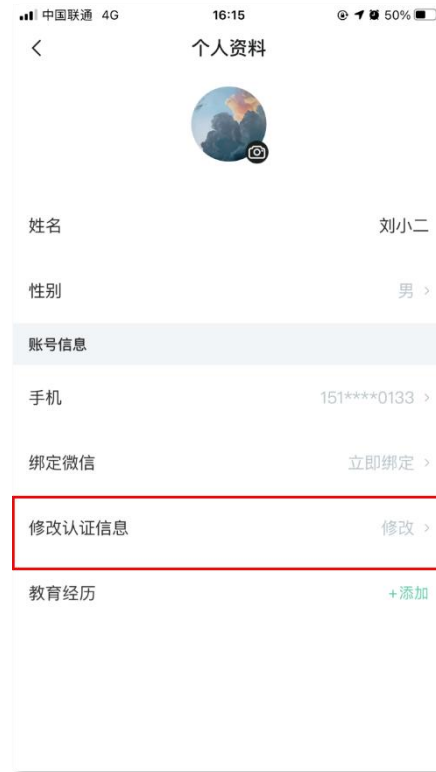 中国联通 4G 16:15 50%
个人资料
姓名 刘小二
性别 男
账号信息
手机 151****0133
绑定微信 立即绑定
修改认证信息 修改
教育经历 +添加